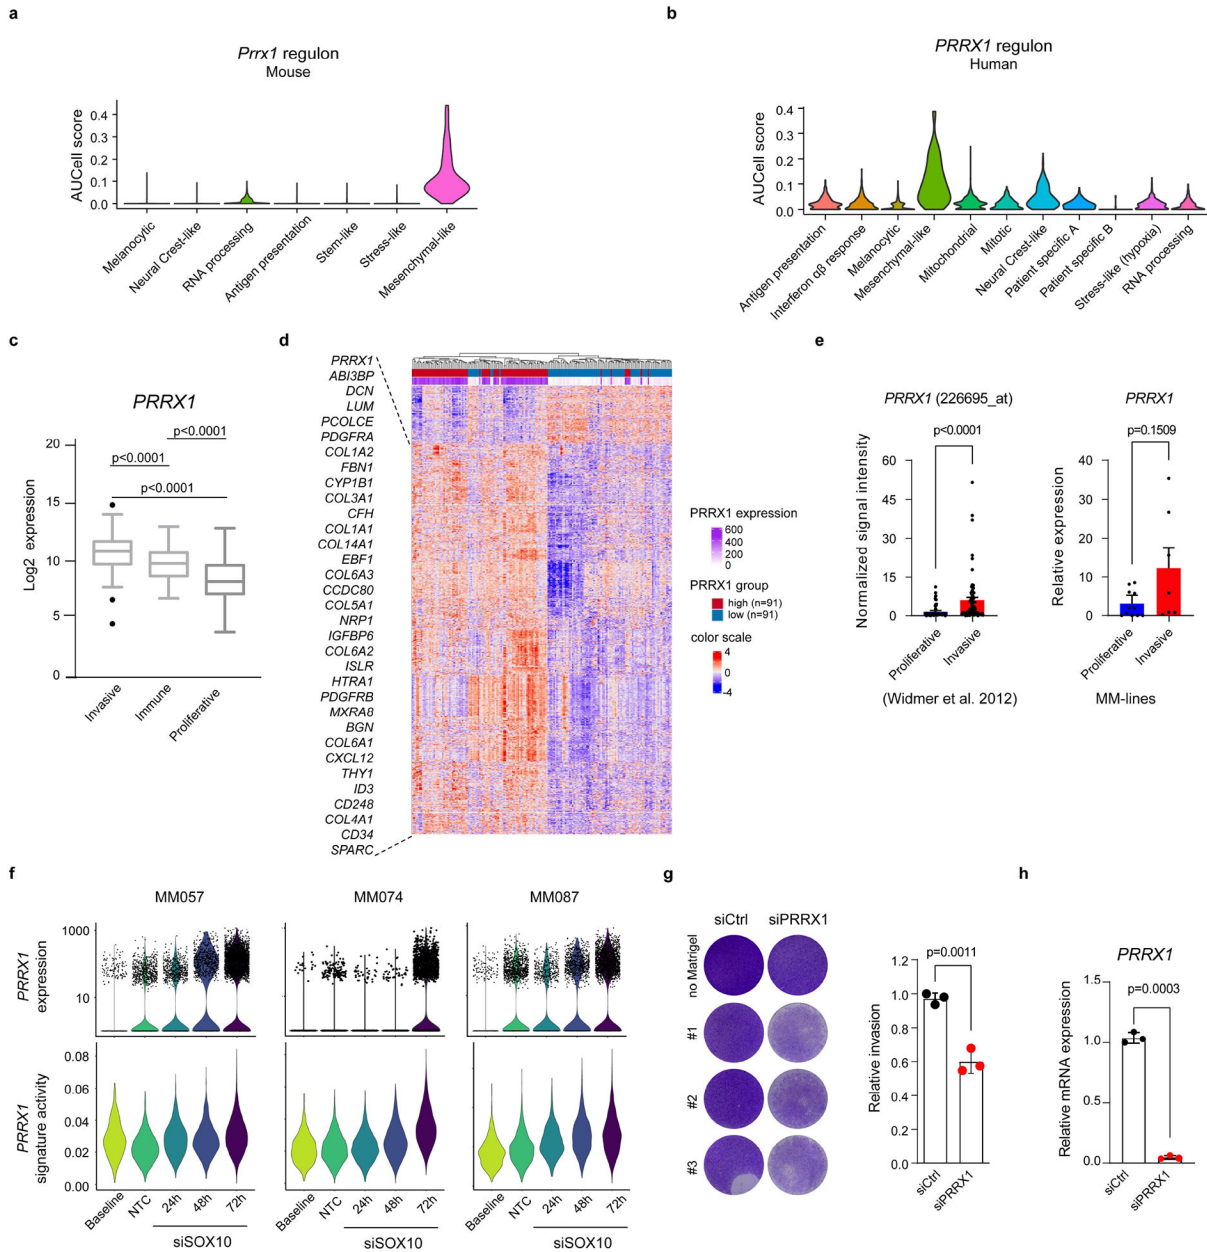 a
Prrx1 regulon
Mouse
AUCell score
0.4
0.3
0.2
0.1
0.0
Melanocytic
Neural Crest-like
RNA processing
Antigen presentation
Stem-like
Stress-like
Mesenchymal-like
b
PRRX1 regulon
Human
AUCell score
0.4
0.3
0.2
0.1
0.0
Antigen presentation
Interferon αβ response
Melanocytic
Mesenchymal-like
Mitochondrial
Mitotic
Neural Crest-like
Patient specific A
Patient specific B
Stress-like (hypoxia)
RNA processing
c
PRRX1
p<0.0001
p<0.0001
p<0.0001
Log2 expression
20
15
10
5
0
Invasive
Immune
Proliferative
d
PRRX1
ABI3BP
DCN
LUM
PCOLCE
PDGFRA
COL1A2
FBN1
CYP1B1
COL3A1
CFH
COL1A1
COL14A1
EBF1
COL6A3
CCDC80
COL5A1
NRP1
IGFBP6
COL6A2
ISLR
HTRA1
PDGFRB
MXRA8
BGN
COL6A1
CXCL12
THY1
ID3
CD248
COL4A1
CD34
SPARC
PRRX1 expression
600
400
200
0
PRRX1 group
high (n=91)
low (n=91)
color scale
4
0
-4
e
PRRX1 (226695_at)
p<0.0001
Normalized signal intensity
60
45
30
15
0
Proliferative
Invasive
(Widmer et al. 2012)
PRRX1
p=0.1509
Relative expression
40
30
20
10
0
Proliferative
Invasive
MM-lines
f
MM057
MM074
MM087
PRRX1
expression
1000
10
PRRX1
signature activity
0.08
0.06
0.04
0.02
0.00
Baseline
NTC
24h
48h
72h
siSOX10
Baseline
NTC
24h
48h
72h
siSOX10
Baseline
NTC
24h
48h
72h
siSOX10
g
siCtrl
siPRRX1
no Matrigel
#1
#2
#3
p=0.0011
Relative invasion
1.2
1.0
0.8
0.6
0.4
0.2
0.0
siCtrl
siPRRX1
h
PRRX1
p=0.0003
Relative mRNA expression
1.5
1.0
0.5
0.0
siCtrl
siPRRX1